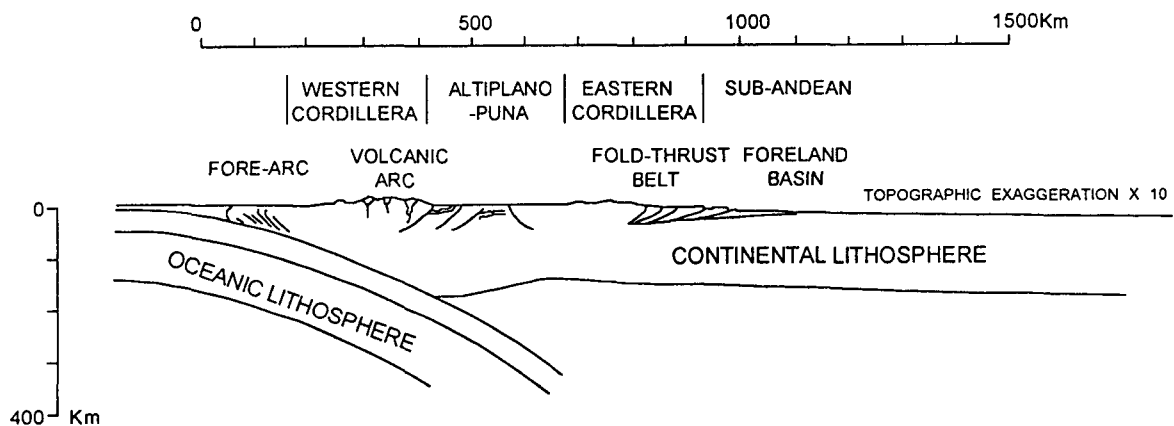 0 500 1000 1500Km
WESTERN CORDILLERA
ALTIPLANO -PUNA
EASTERN CORDILLERA
SUB-ANDEAN
FORE-ARC
VOLCANIC ARC
FOLD-THRUST BELT
FORELAND BASIN
TOPOGRAPHIC EXAGGERATION X 10
0
CONTINENTAL LITHOSPHERE
OCEANIC LITHOSPHERE
400 Km